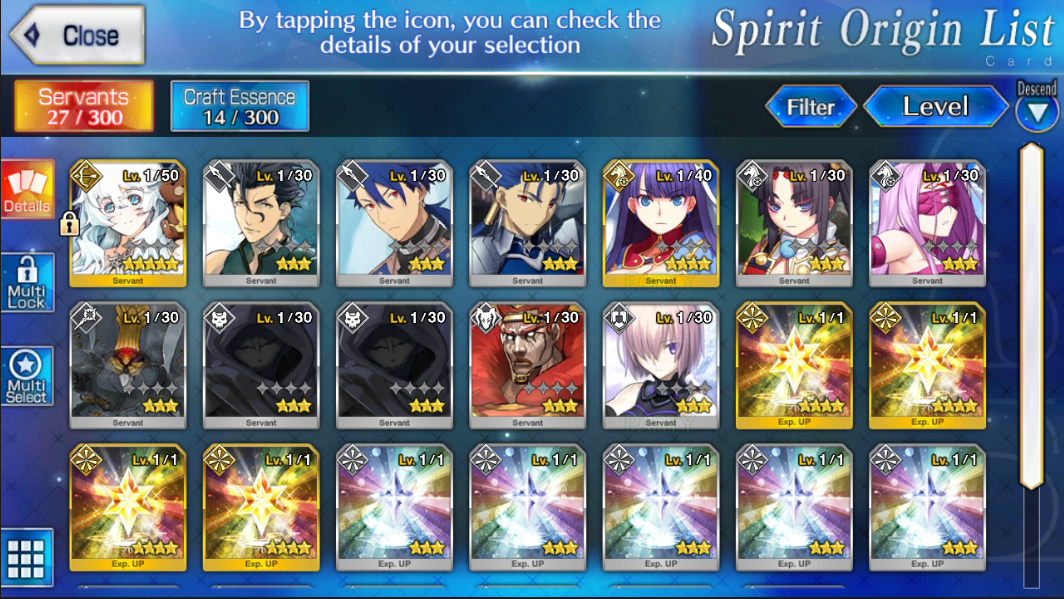 Close
By tapping the icon, you can check the
details of your selection
Spirit Origin List
Card
Servants
27 / 300
Craft Essence
14 / 300
Filter
Level
Descend
Details
Multi
Lock
Multi
Select
Lv. 1/50
Lv. 1/30
Lv. 1/30
Lv. 1/30
Lv. 1/40
Lv. 1/30
Lv. 1/30
Servant
Servant
Servant
Servant
Servant
Servant
Servant
Lv. 1/30
Lv. 1/30
Lv. 1/30
Lv. 1/30
Lv. 1/30
Lv. 1/1
Lv. 1/1
Servant
Servant
Servant
Servant
Servant
Exp. UP
Exp. UP
Lv. 1/1
Lv. 1/1
Lv. 1/1
Lv. 1/1
Lv. 1/1
Lv. 1/1
Lv. 1/1
Exp. UP
Exp. UP
Exp. UP
Exp. UP
Exp. UP
Exp. UP
Exp. UP